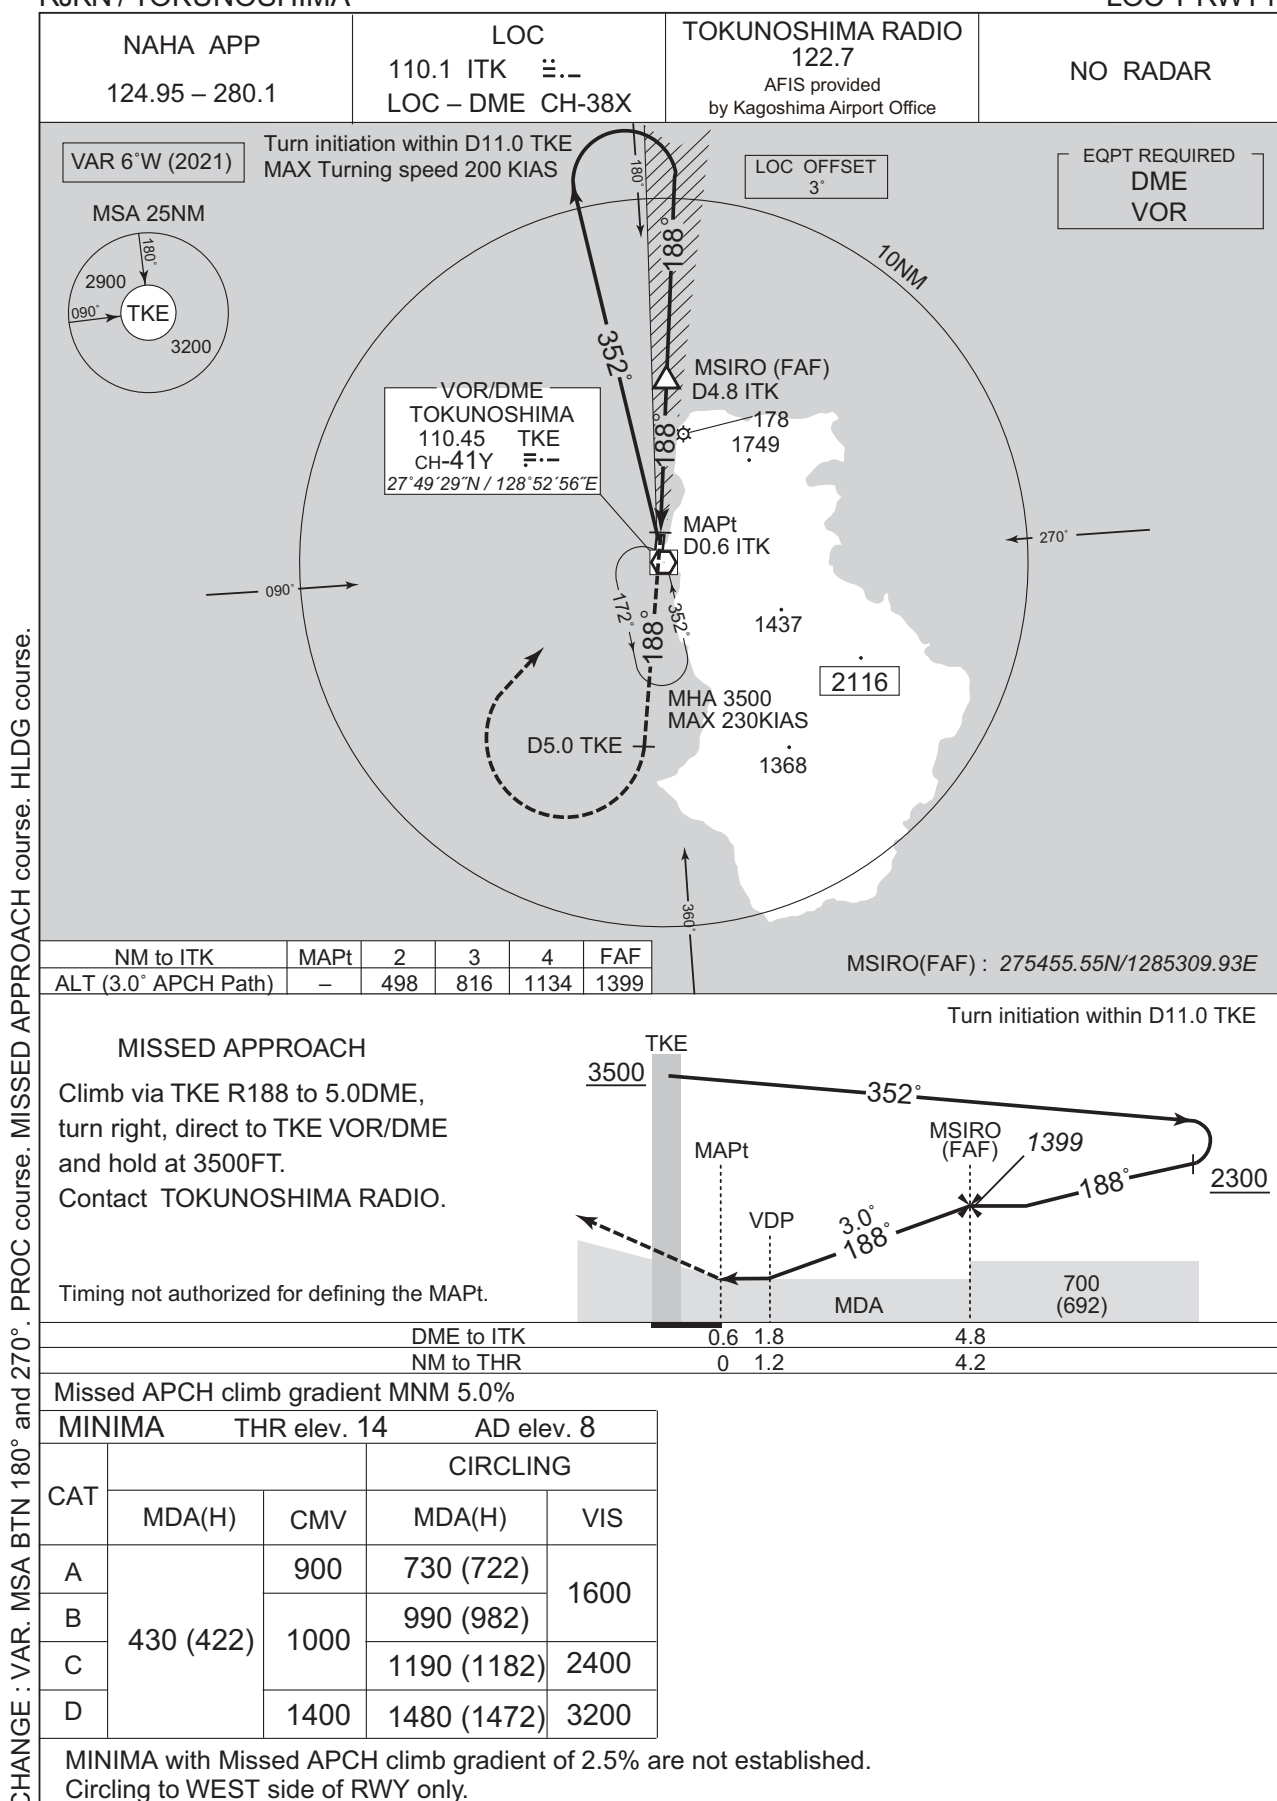 RJKN / TOKUNOSHIMA
LOC Y RWY 1
NAHA APP
124.95 – 280.1
LOC
110.1 ITK
LOC – DME CH-38X
TOKUNOSHIMA RADIO
122.7
AFIS provided
by Kagoshima Airport Office
NO RADAR
VAR 6˚W (2021)
Turn initiation within D11.0 TKE
MAX Turning speed 200 KIAS
LOC OFFSET
3˚
EQPT REQUIRED
DME
VOR
MSA 25NM
180˚
2900
090˚
TKE
3200
180˚
188˚
10NM
352˚
MSIRO (FAF)
D4.8 ITK
VOR/DME
TOKUNOSHIMA
110.45 TKE
CH-41Y
27˚49´29˝N / 128˚52´56˝E
188˚
178
1749
MAPt
D0.6 ITK
270˚
090˚
172˚
188˚
352˚
1437
2116
MHA 3500
MAX 230KIAS
D5.0 TKE
1368
360˚
NM to ITK MAPt 2 3 4 FAF
ALT (3.0˚ APCH Path) – 498 816 1134 1399
MSIRO(FAF) : 275455.55N/1285309.93E
Turn initiation within D11.0 TKE
MISSED APPROACH
Climb via TKE R188 to 5.0DME,
turn right, direct to TKE VOR/DME
and hold at 3500FT.
Contact TOKUNOSHIMA RADIO.
Timing not authorized for defining the MAPt.
TKE
3500
352˚
MAPt
MSIRO
(FAF)
1399
188˚
2300
VDP
3.0˚
188˚
MDA
700
(692)
DME to ITK 0.6 1.8 4.8
NM to THR 0 1.2 4.2
Missed APCH climb gradient MNM 5.0%
MINIMA THR elev. 14 AD elev. 8
CAT
CIRCLING
MDA(H) CMV MDA(H) VIS
A 430 (422) 900 730 (722) 1600
B 1000 990 (982)
C 1190 (1182) 2400
D 1400 1480 (1472) 3200
MINIMA with Missed APCH climb gradient of 2.5% are not established.
Circling to WEST side of RWY only.
CHANGE : VAR. MSA BTN 180° and 270°. PROC course. MISSED APPROACH course. HLDG course.